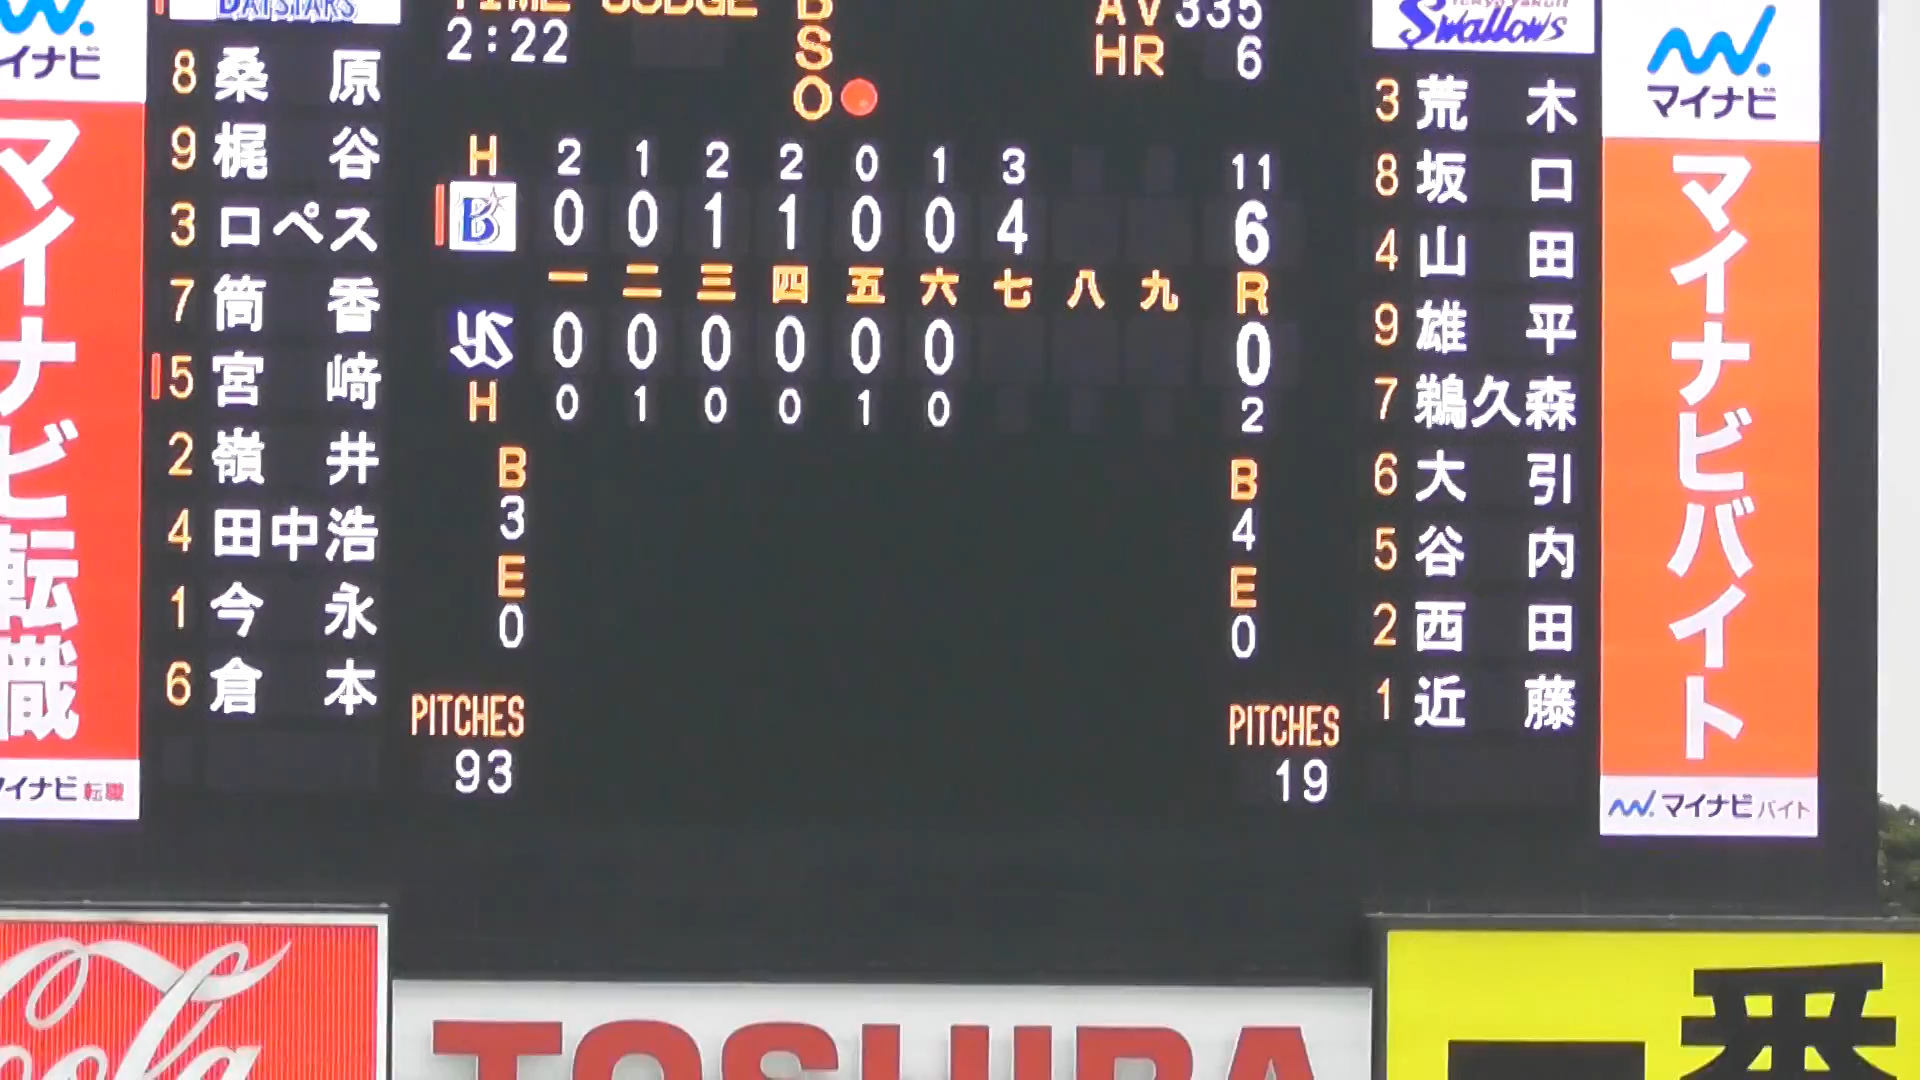 BAYSTARS
TIME
2:22
JUDGE
B
S
O
AV 335
HR 6
Swallows
イナビ
マイナビ転職
マイナビ 転職
8 桑原
9 梶谷
3 ロペス
7 筒香
5 宮﨑
2 嶺井
4 田中浩
1 今永
6 倉本
H 2 1 2 2 0 1 3 11
B 0 0 1 1 0 0 4 6
一 二 三 四 五 六 七 八 九 R
YS 0 0 0 0 0 0 0
H 0 1 0 0 1 0 2
B
3
E
0
PITCHES
93
B
4
E
0
PITCHES
19
3 荒木
8 坂口
4 山田
9 雄平
7 鵜久森
6 大引
5 谷内
2 西田
1 近藤
マイナビ
マイナビバイト
マイナビ バイト
TOSHIBA
一番